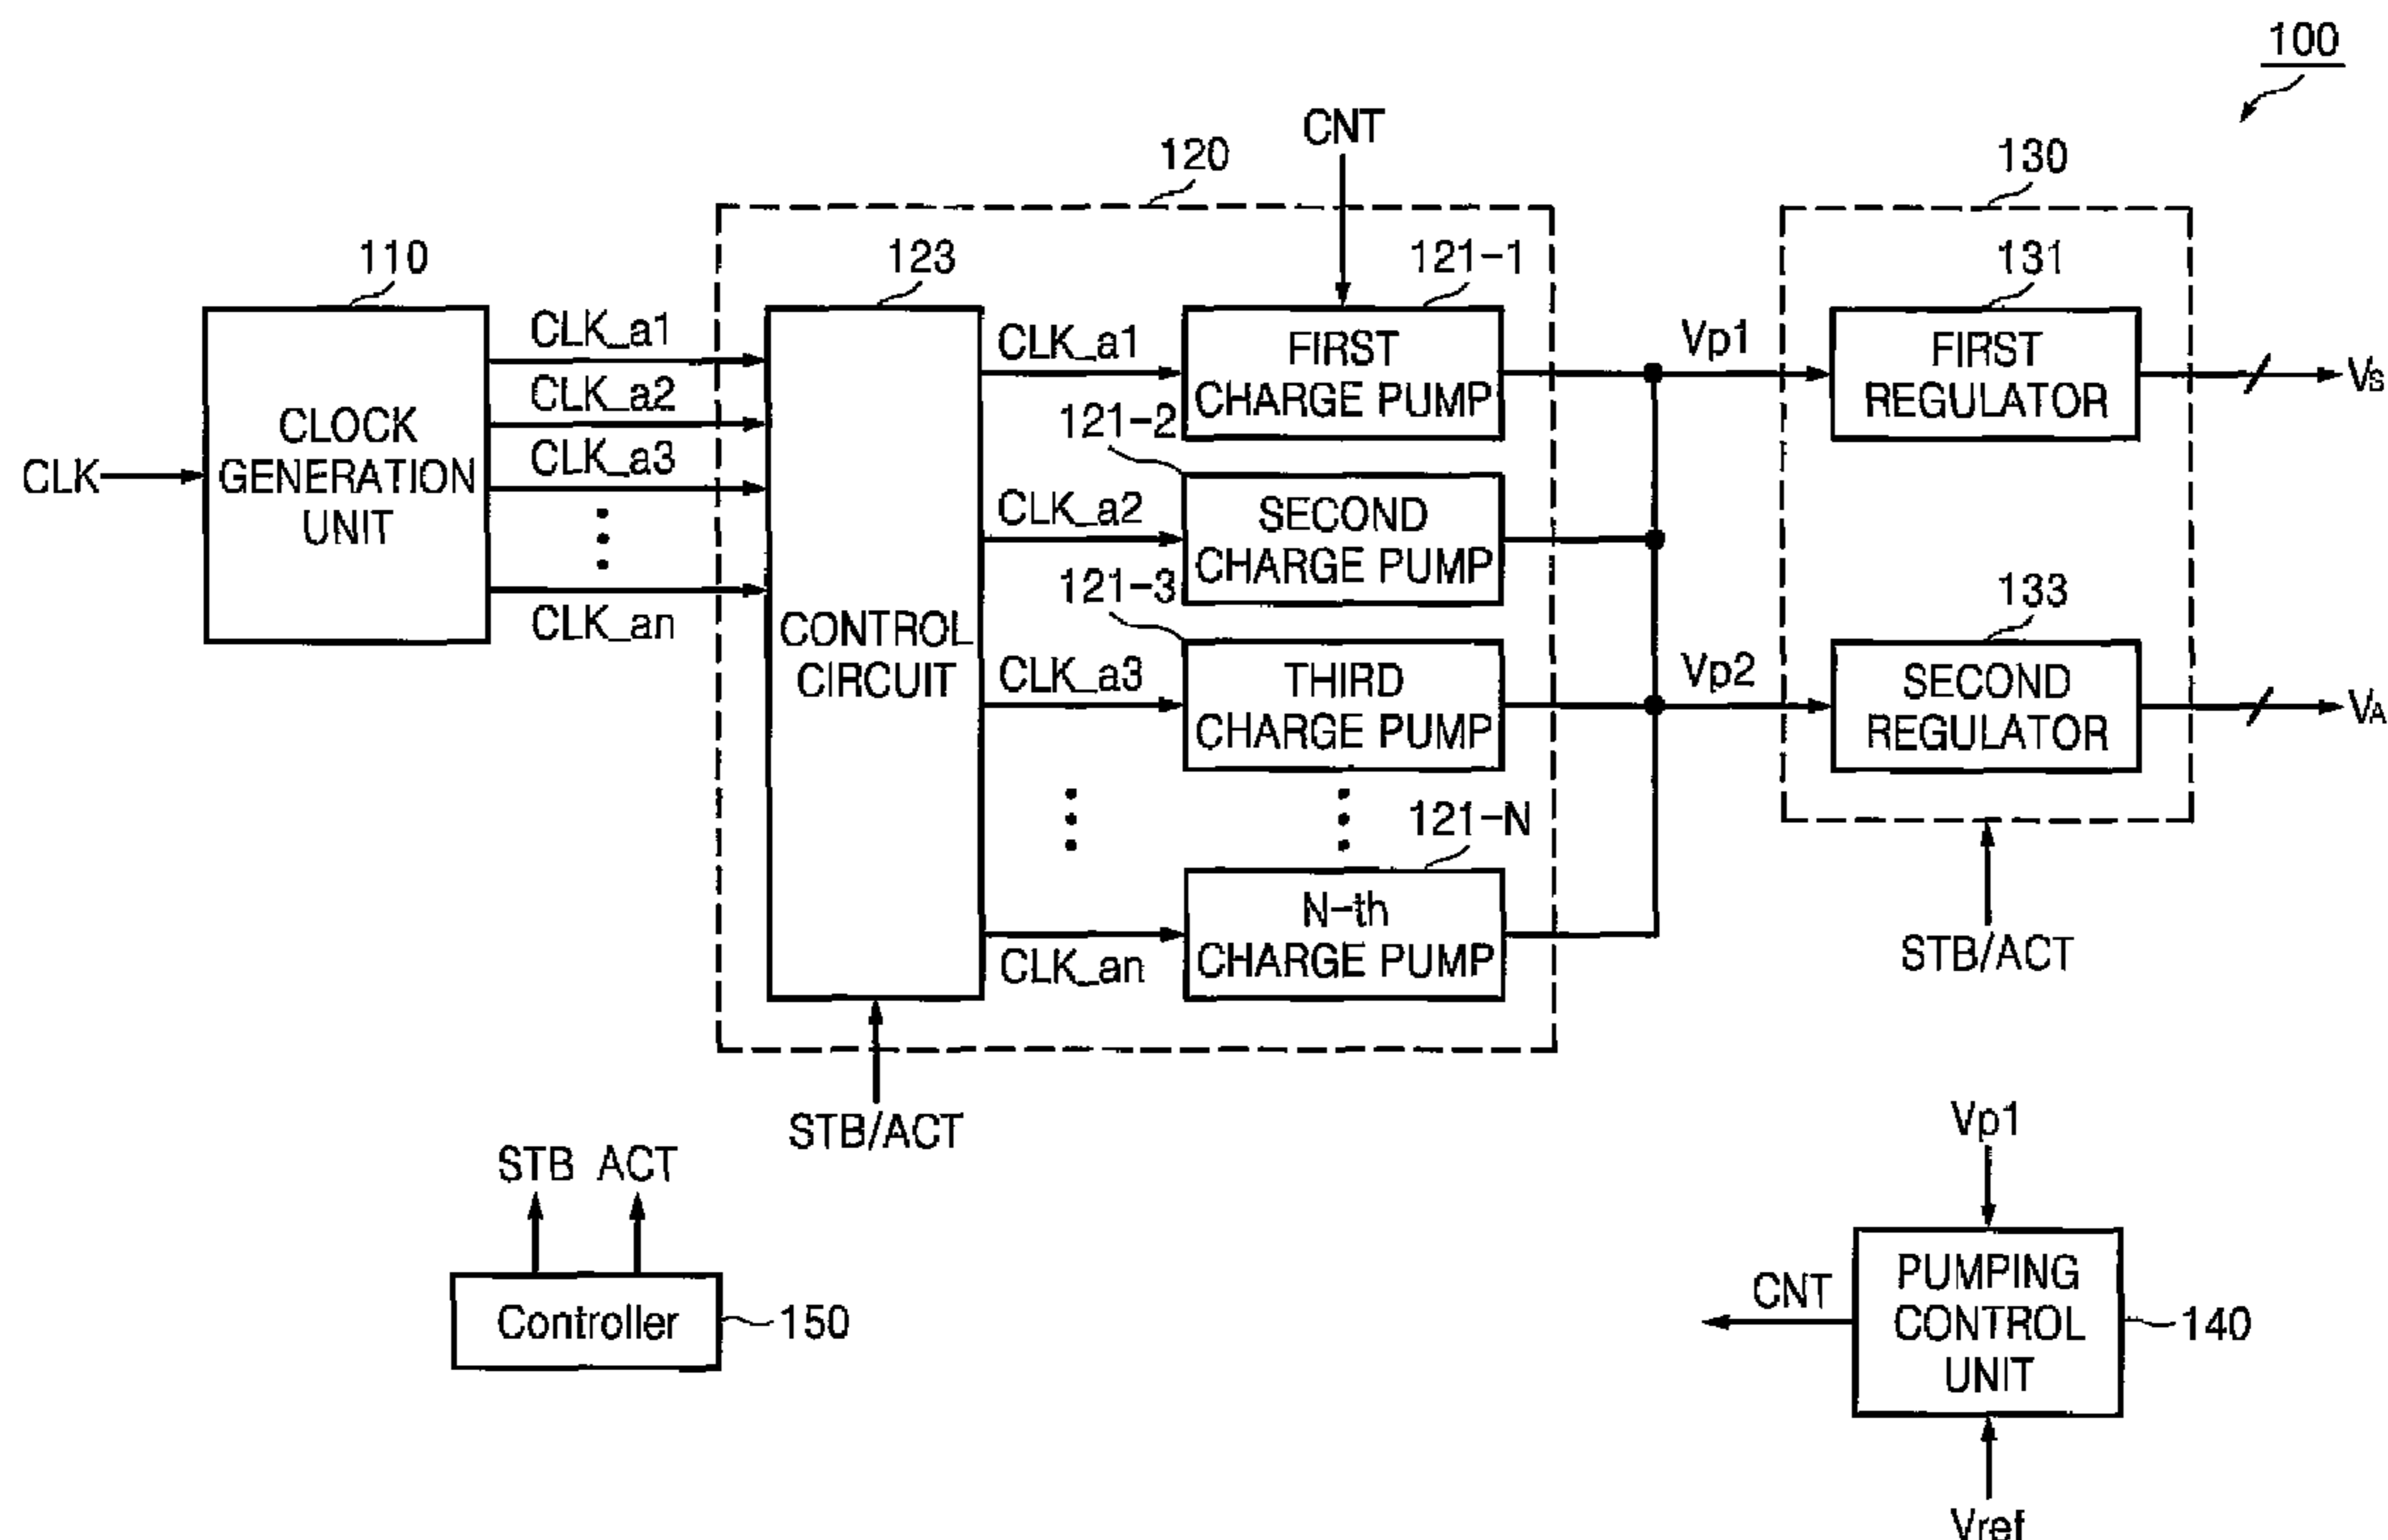 100
CNT
120
130
110
123
121-1
131
CLK_a1
CLK_a2
CLK_a3
CLK_an
CLK
CLOCK
GENERATION
UNIT
CONTROL
CIRCUIT
CLK_a1
FIRST
CHARGE PUMP
121-2
CLK_a2
SECOND
CHARGE PUMP
121-3
CLK_a3
THIRD
CHARGE PUMP
121-N
CLK_an
N-th
CHARGE PUMP
Vp1
FIRST
REGULATOR
VS
133
Vp2
SECOND
REGULATOR
VA
STB/ACT
STB/ACT
STB ACT
Controller
150
Vp1
CNT
PUMPING
CONTROL
UNIT
140
Vref